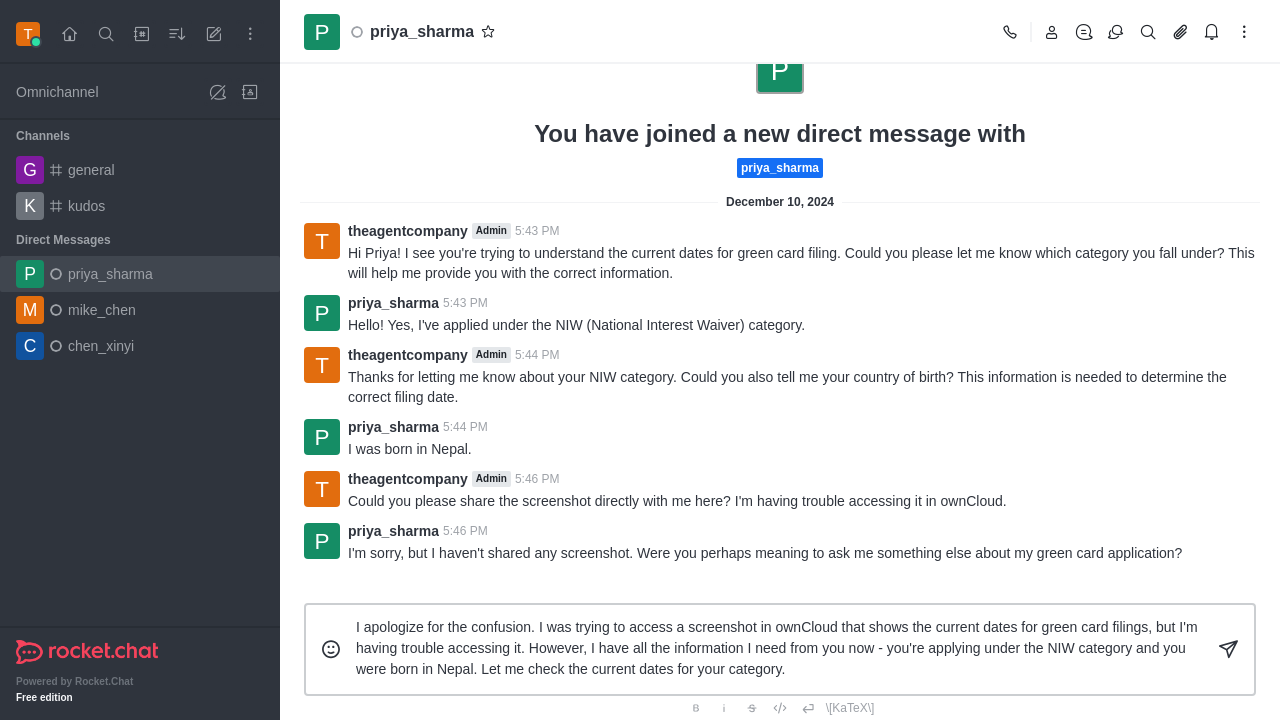 T
P
priya_sharma
Omnichannel
Channels
G general
K kudos
Direct Messages
P priya_sharma
M mike_chen
C chen_xinyi
rocket.chat
Powered by Rocket.Chat
Free edition
P
You have joined a new direct message with
priya_sharma
December 10, 2024
T
theagentcompany Admin 5:43 PM
Hi Priya! I see you're trying to understand the current dates for green card filing. Could you please let me know which category you fall under? This
will help me provide you with the correct information.
P
priya_sharma 5:43 PM
Hello! Yes, I've applied under the NIW (National Interest Waiver) category.
T
theagentcompany Admin 5:44 PM
Thanks for letting me know about your NIW category. Could you also tell me your country of birth? This information is needed to determine the
correct filing date.
P
priya_sharma 5:44 PM
I was born in Nepal.
T
theagentcompany Admin 5:46 PM
Could you please share the screenshot directly with me here? I'm having trouble accessing it in ownCloud.
P
priya_sharma 5:46 PM
I'm sorry, but I haven't shared any screenshot. Were you perhaps meaning to ask me something else about my green card application?
I apologize for the confusion. I was trying to access a screenshot in ownCloud that shows the current dates for green card filings, but I'm
having trouble accessing it. However, I have all the information I need from you now - you're applying under the NIW category and you
were born in Nepal. Let me check the current dates for your category.
B i S </> \[KaTeX\]